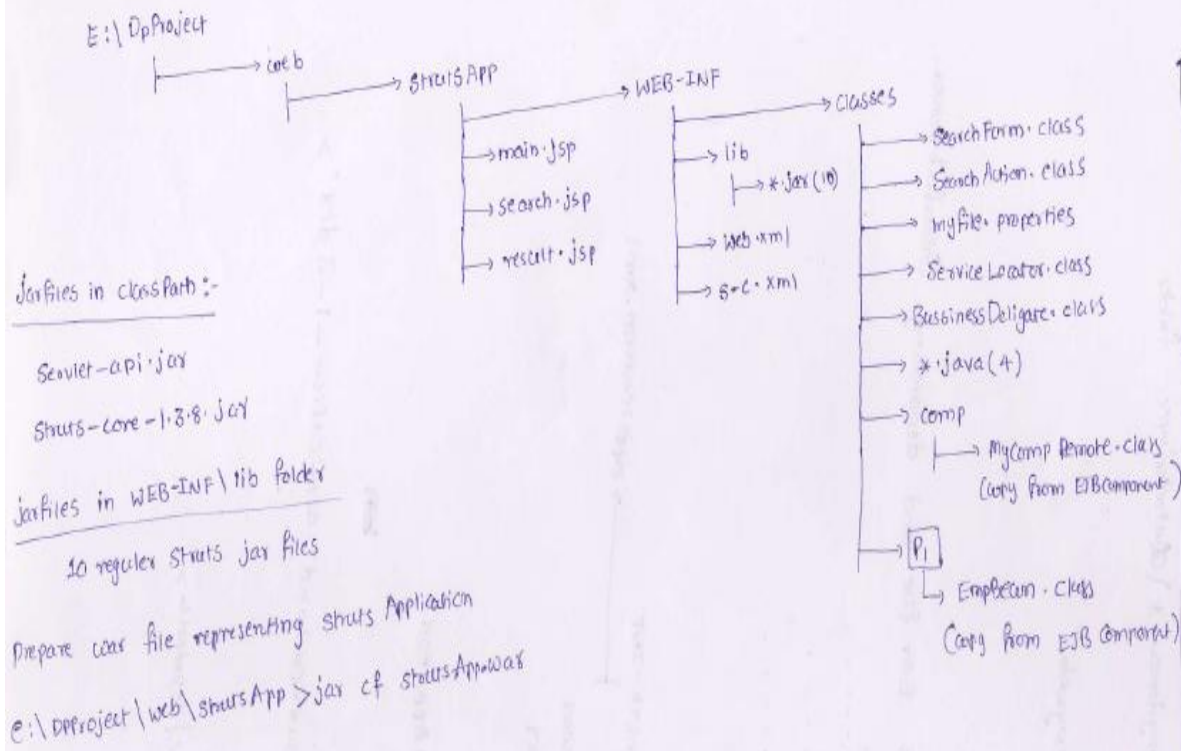 E:\ DpProject
web
StrutsApp
main.jsp
search.jsp
result.jsp
WEB-INF
lib
*.jar (10)
web.xml
s-c.xml
classes
SearchForm.class
SearchAction.class
myfile.properties
ServiceLocator.class
BussinessDeligate.class
*.java(4)
comp
MyCompRemote.class
(copy from EJBComponent)
P1
EmpBean.class
(copy from EJB Component)
Jarfiles in classPath :-
Servlet-api.jar
Struts-core-1.3.8.jar
jarfiles in WEB-INF\lib folder
10 reguler Struts jar files
prepare war file representing struts Application
E:\DpProject\web\StrutsApp>jar cf StrutsApp.war